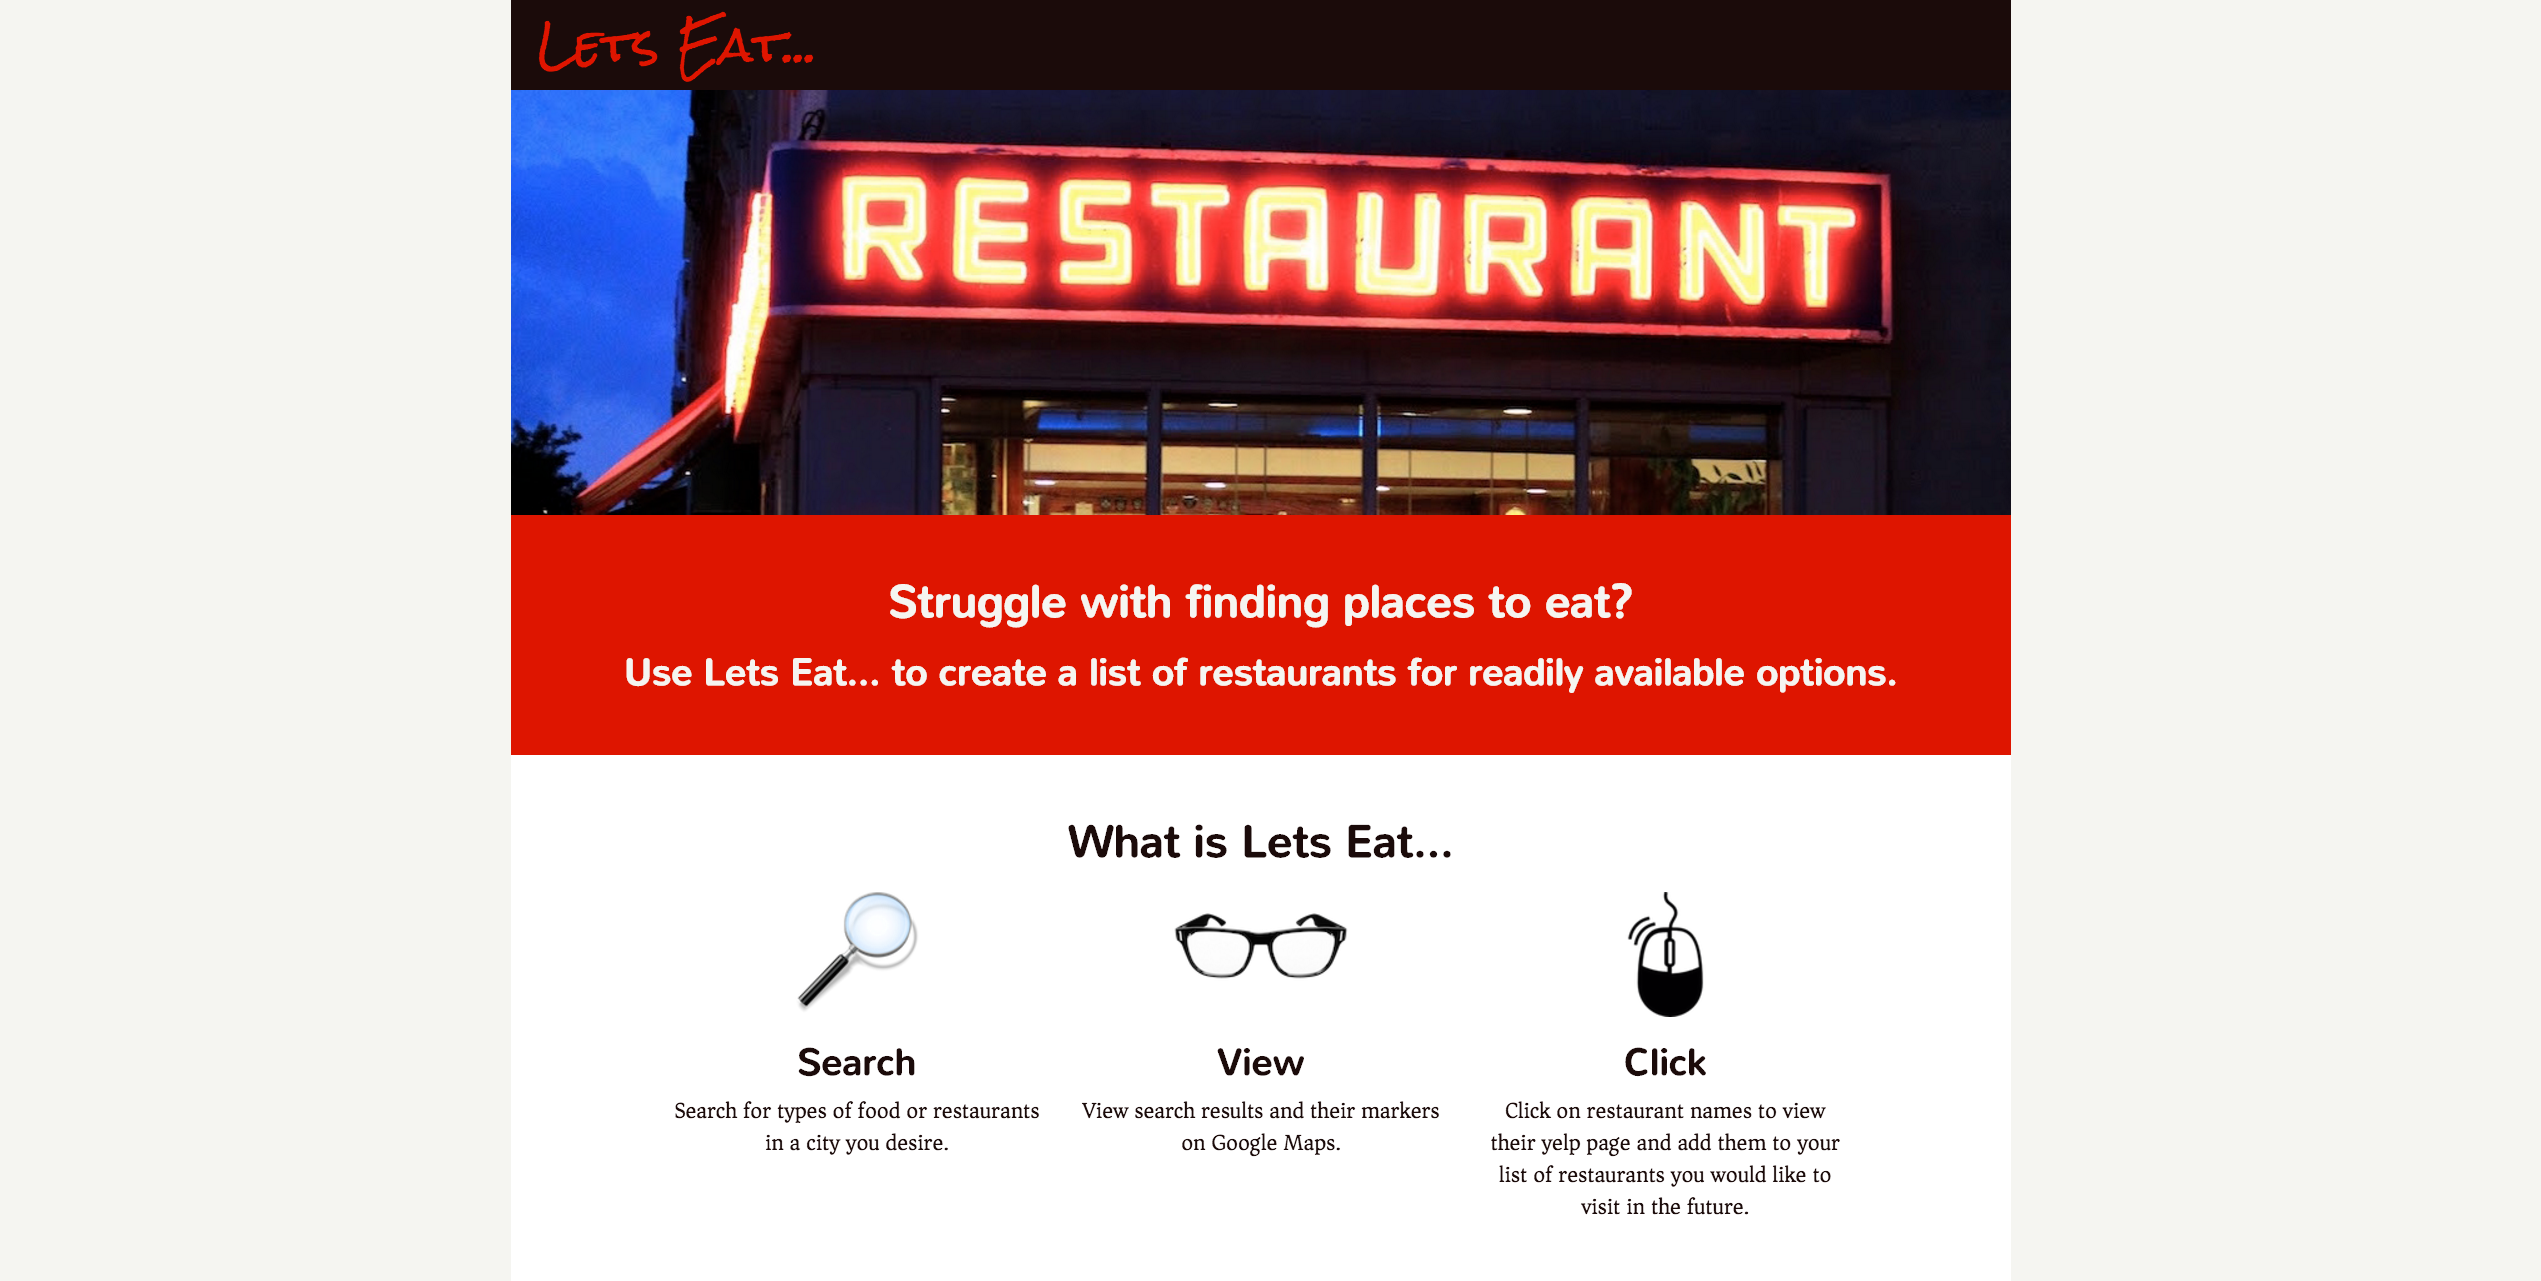 Lets Eat...
RESTAURANT
Struggle with finding places to eat?
Use Lets Eat... to create a list of restaurants for readily available options.
What is Lets Eat...
Search
Search for types of food or restaurants
in a city you desire.
View
View search results and their markers
on Google Maps.
Click
Click on restaurant names to view
their yelp page and add them to your
list of restaurants you would like to
visit in the future.